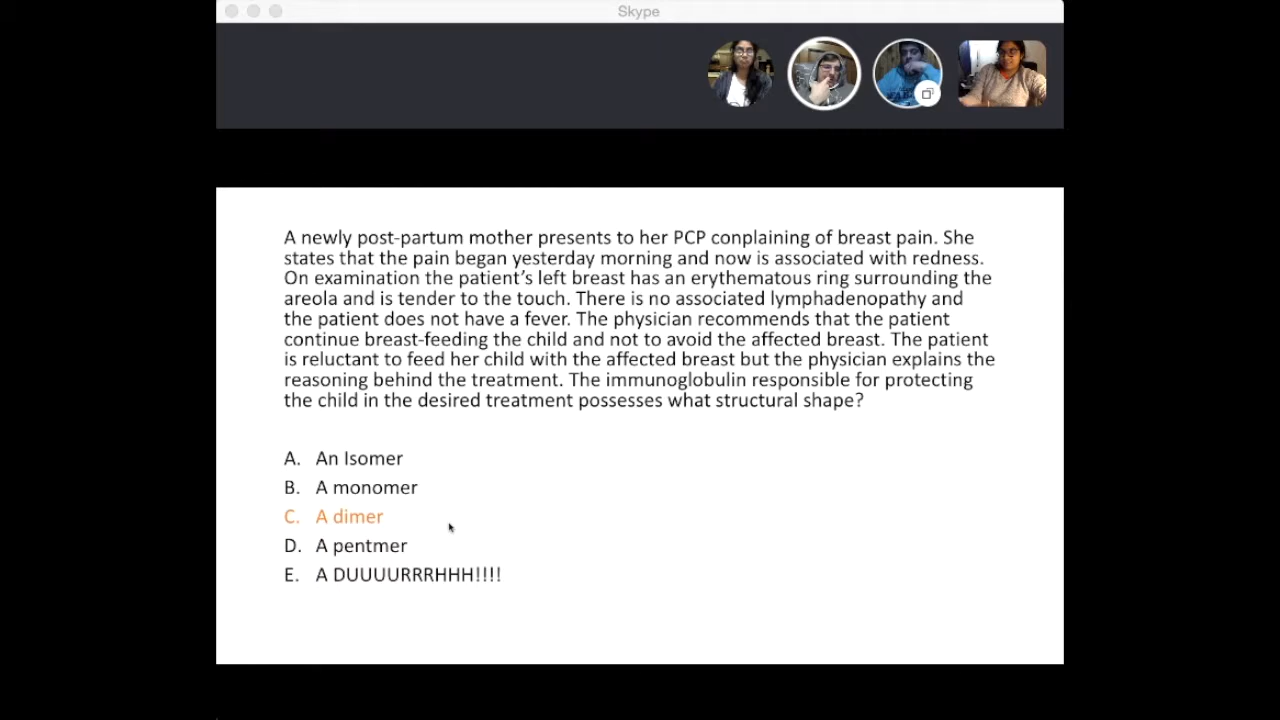 Skype
A newly post-partum mother presents to her PCP conplaining of breast pain. She
states that the pain began yesterday morning and now is associated with redness.
On examination the patient's left breast has an erythematous ring surrounding the
areola and is tender to the touch. There is no associated lymphadenopathy and
the patient does not have a fever. The physician recommends that the patient
continue breast-feeding the child and not to avoid the affected breast. The patient
is reluctant to feed her child with the affected breast but the physician explains the
reasoning behind the treatment. The immunoglobulin responsible for protecting
the child in the desired treatment possesses what structural shape?
A. An Isomer
B. A monomer
C. A dimer
D. A pentmer
E. A DUUUURRRHHH!!!!